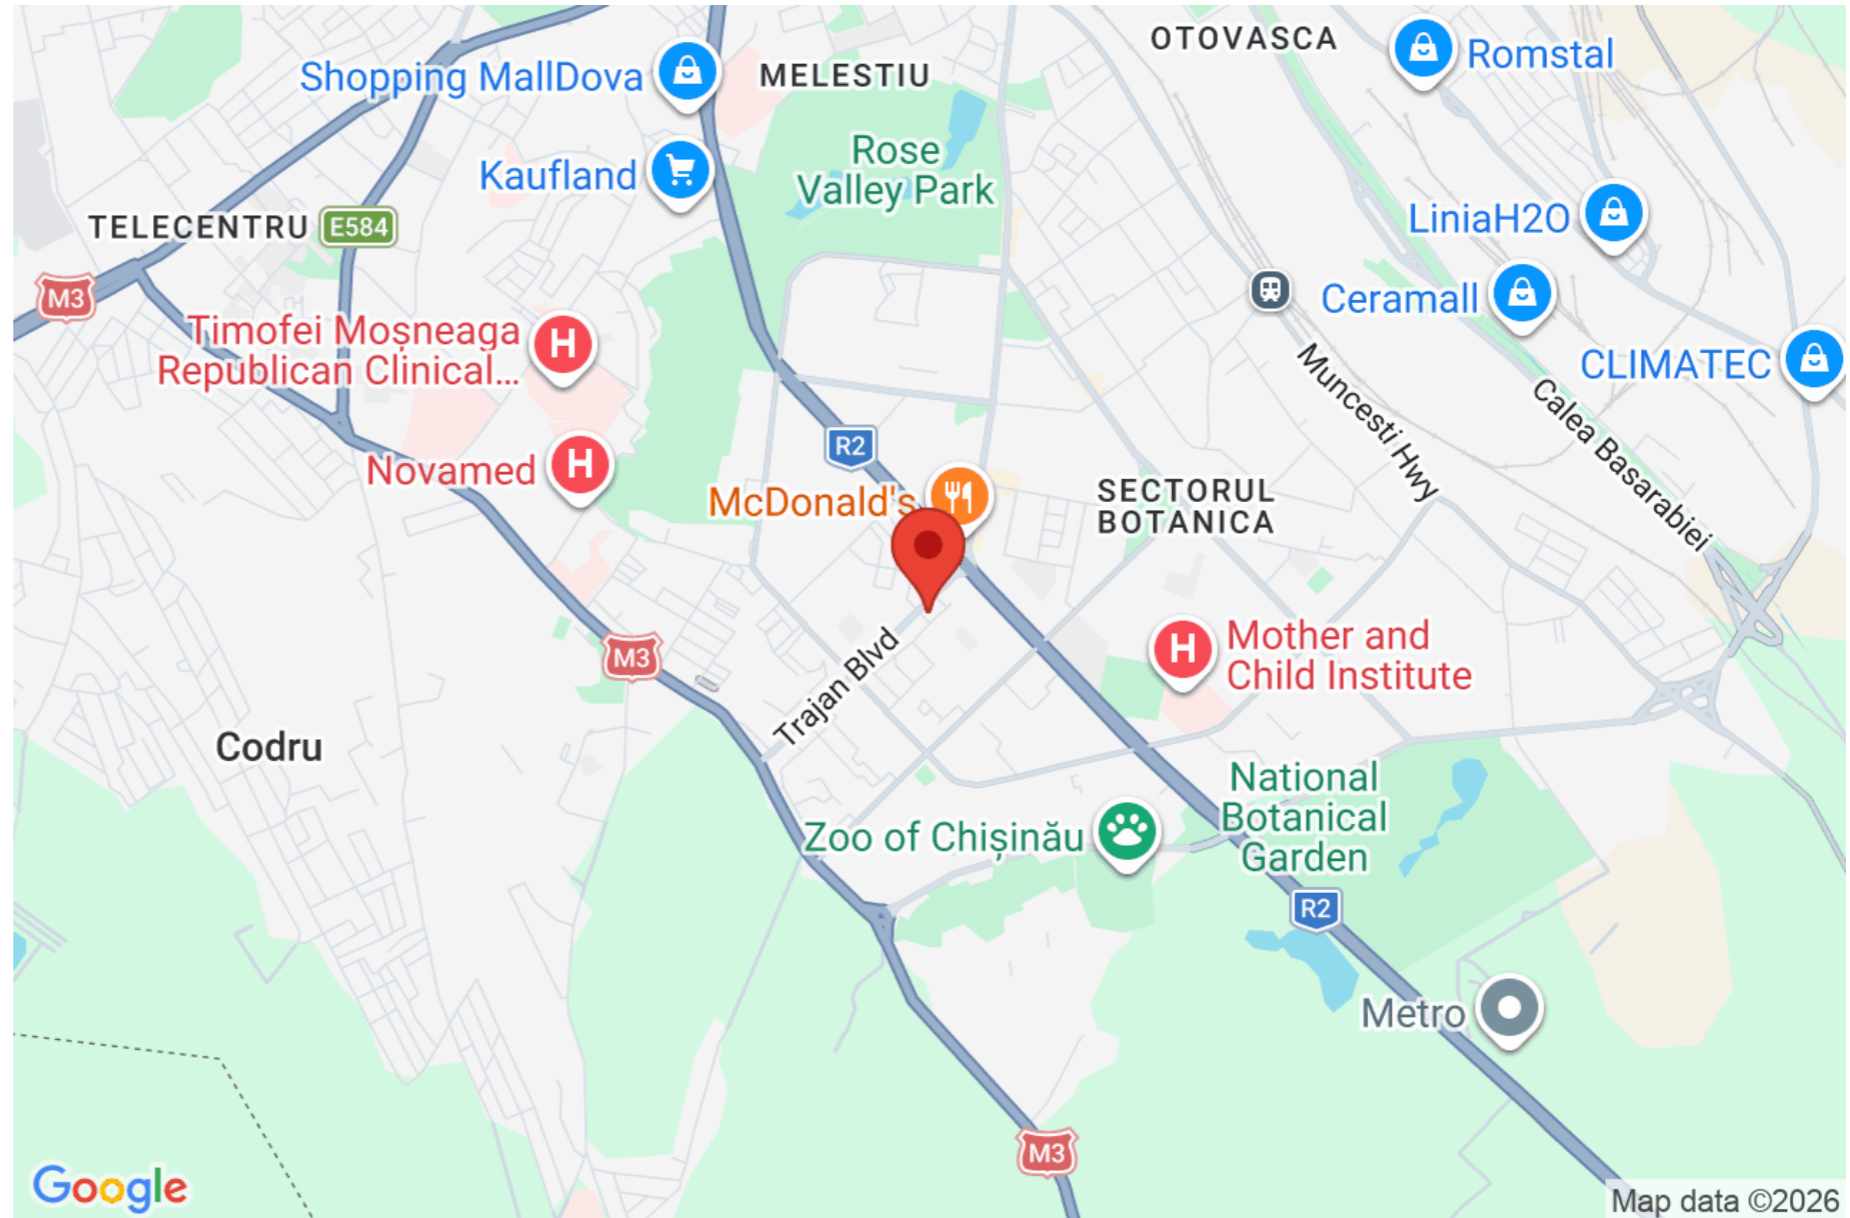 OTOVASCA
Romstal
Shopping MallDova
MELESTIU
Rose
Valley Park
Kaufland
TELECENTRU
E584
LiniaH2O
M3
Ceramall
Timofei Moșneaga
Republican Clinical...
CLIMATEC
Muncesti Hwy
Calea Basarabiei
R2
Novamed
McDonald's
SECTORUL
BOTANICA
M3
Trajan Blvd
Mother and
Child Institute
Codru
National
Botanical
Garden
Zoo of Chișinău
R2
Metro
M3
Google
Map data ©2026